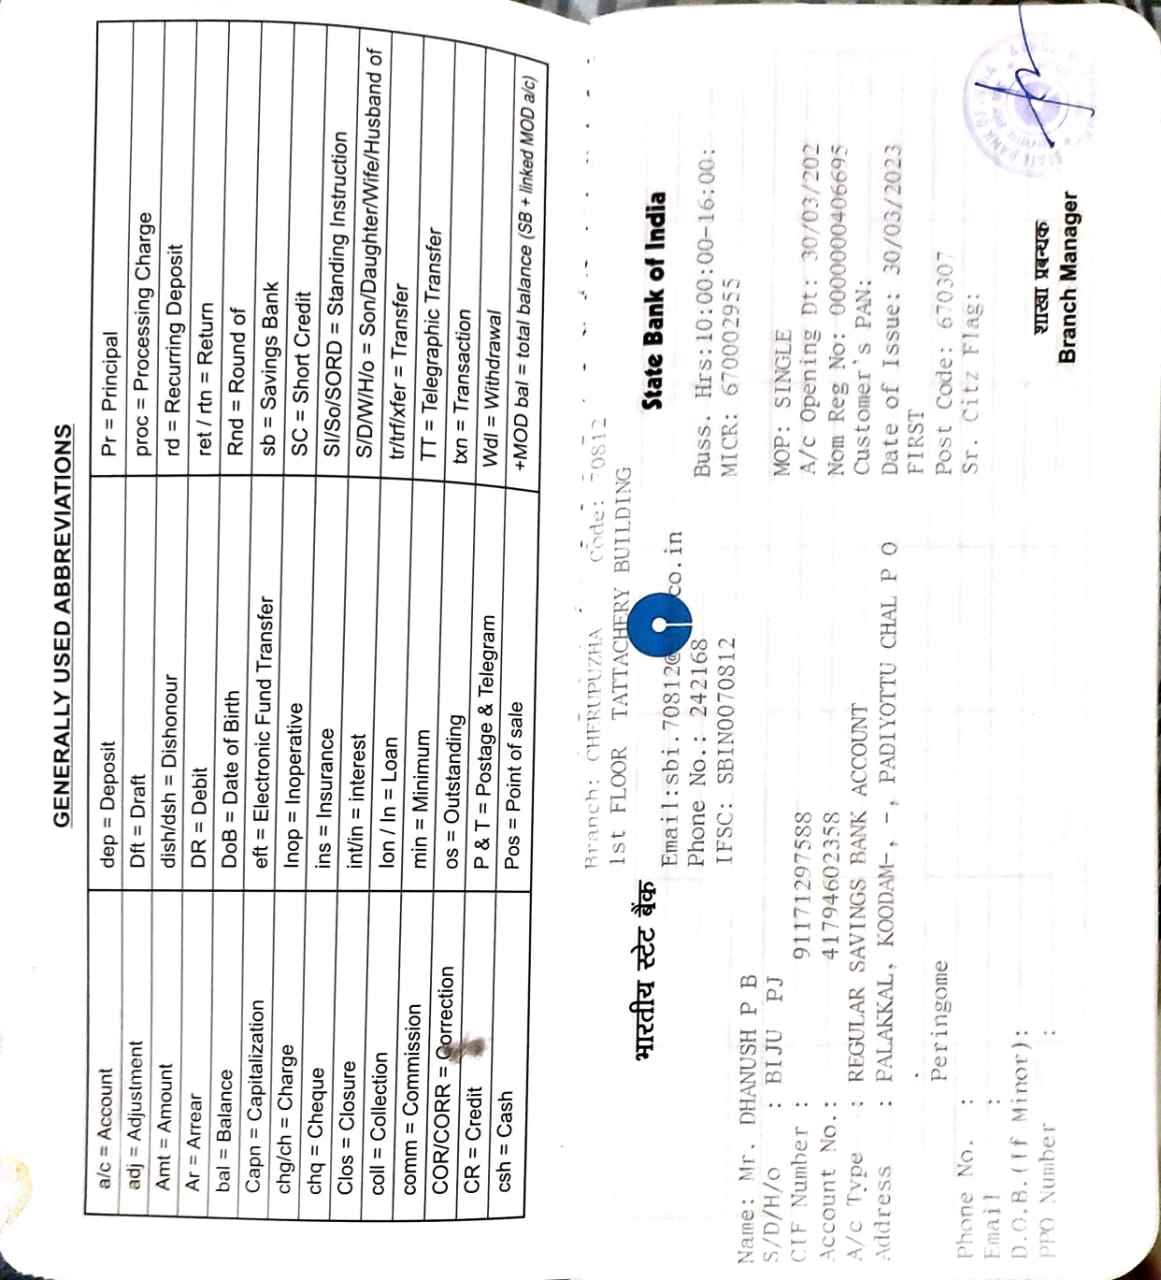 GENERALLY USED ABBREVIATIONS
a/c = Account | dep = Deposit | Pr = Principal
adj = Adjustment | Dft = Draft | proc = Processing Charge
Amt = Amount | dish/dsh = Dishonour | rd = Recurring Deposit
Ar = Arrear | DR = Debit | ret / rtn = Return
bal = Balance | DoB = Date of Birth | Rnd = Round of
Capn = Capitalization | eft = Electronic Fund Transfer | sb = Savings Bank
chg/ch = Charge | Inop = Inoperative | SC = Short Credit
chq = Cheque | ins = Insurance | SI/So/SORD = Standing Instruction
Clos = Closure | int/in = interest | S/D/W/H/o = Son/Daughter/Wife/Husband of
coll = Collection | lon / ln = Loan | tr/trf/xfer = Transfer
comm = Commission | min = Minimum | TT = Telegraphic Transfer
COR/CORR = Correction | os = Outstanding | txn = Transaction
CR = Credit | P & T = Postage & Telegram | Wdl = Withdrawal
csh = Cash | Pos = Point of sale | +MOD bal = total balance (SB + linked MOD a/c)
Branch: CHERUPUZHA Code: 70812
1st FLOOR TATTACHERY BUILDING
भारतीय स्टेट बैंक State Bank of India
Email:sbi.70812@ co.in
Phone No.: 242168 Buss. Hrs:10:00:00-16:00:
IFSC: SBIN0070812 MICR: 670002955
Name: Mr. DHANUSH P B
S/D/H/o : BIJU PJ MOP: SINGLE
CIF Number : 91171297588 A/c Opening Dt: 30/03/202
Account No.: 41794602358 Nom Reg No: 0000000406695
A/c Type : REGULAR SAVINGS BANK ACCOUNT Customer's PAN:
Address : PALAKKAL, KOODAM-, -, PADIYOTTU CHAL P O Date of Issue: 30/03/2023
FIRST
Peringome Post Code: 670307
Phone No. : Sr. Citz Flag:
Email :
D.O.B.(If Minor):
PPO Number :
शाखा प्रबन्धक
Branch Manager
STATE BANK OF INDIA